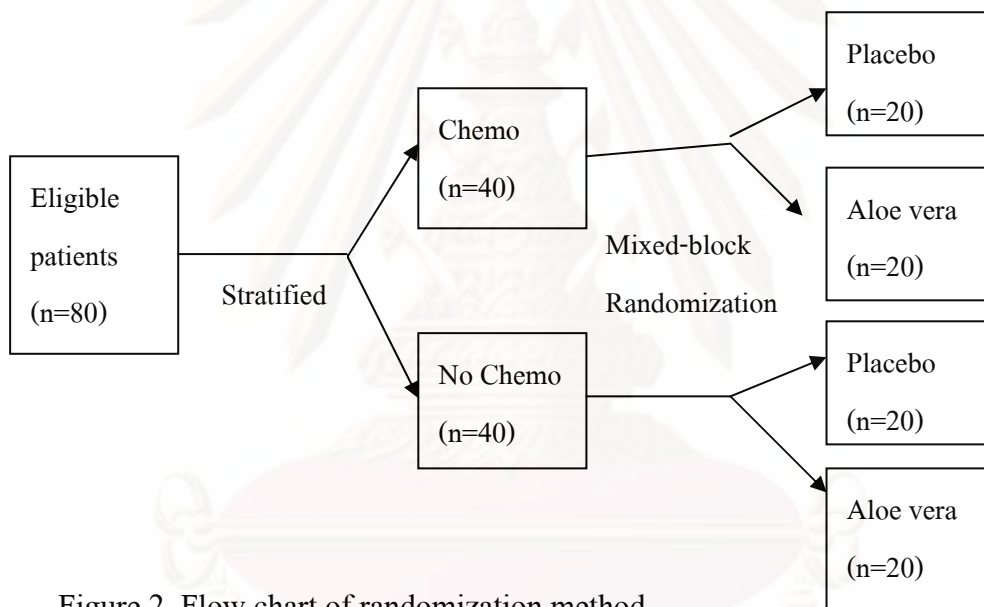 Eligible
patients
(n=80)
Stratified
Chemo
(n=40)
No Chemo
(n=40)
Mixed-block
Randomization
Placebo
(n=20)
Aloe vera
(n=20)
Placebo
(n=20)
Aloe vera
(n=20)
Figure 2 Flow chart of randomization method